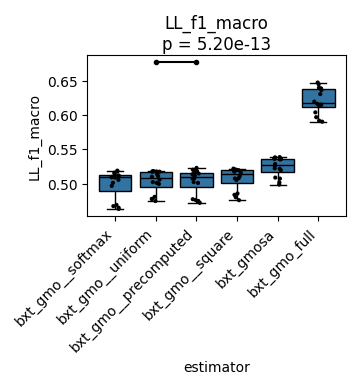 LL_f1_macro
p = 5.20e-13
LL_f1_macro
0.65
0.60
0.55
0.50
bxt_gmo__softmax
bxt_gmo__uniform
bxt_gmo__precomputed
bxt_gmo__square
bxt_gmosa
bxt_gmo_full
estimator